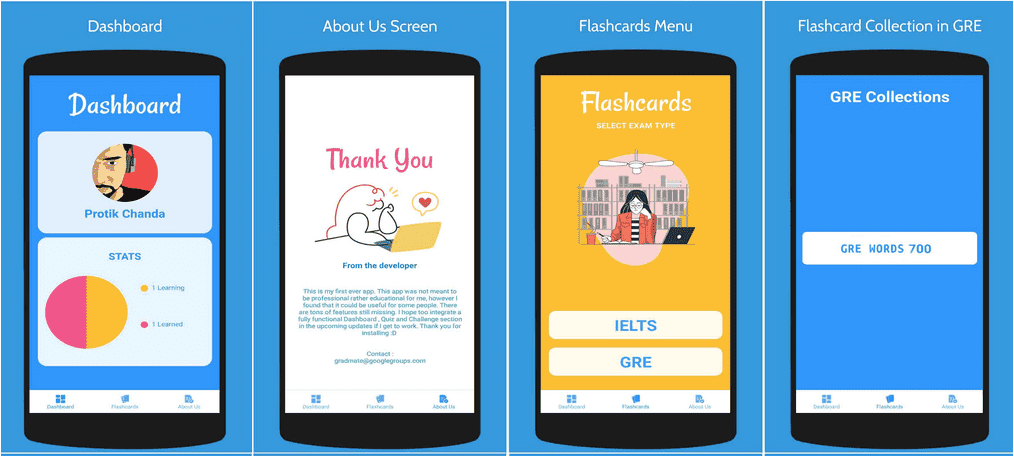 Dashboard
Dashboard
Protik Chanda
STATS
1 Learning
1 Learned
Dashboard
Flashcards
About Us
About Us Screen
Thank You
From the developer
This is my first ever app, This app was not meant to
be professional rather educational for me, however I
found that it could be useful for some people. There
are tons of features still missing. I hope too integrate a
fully functional Dashboard , Quiz and Challenge section
in the upcoming updates if I get to work. Thank you for
installing :D
Contact :
gradmate@googlegroups.com
Dashboard
Flashcards
About Us
Flashcards Menu
Flashcards
SELECT EXAM TYPE
IELTS
GRE
Dashboard
Flashcards
About Us
Flashcard Collection in GRE
GRE Collections
GRE WORDS 700
Dashboard
Flashcards
About Us